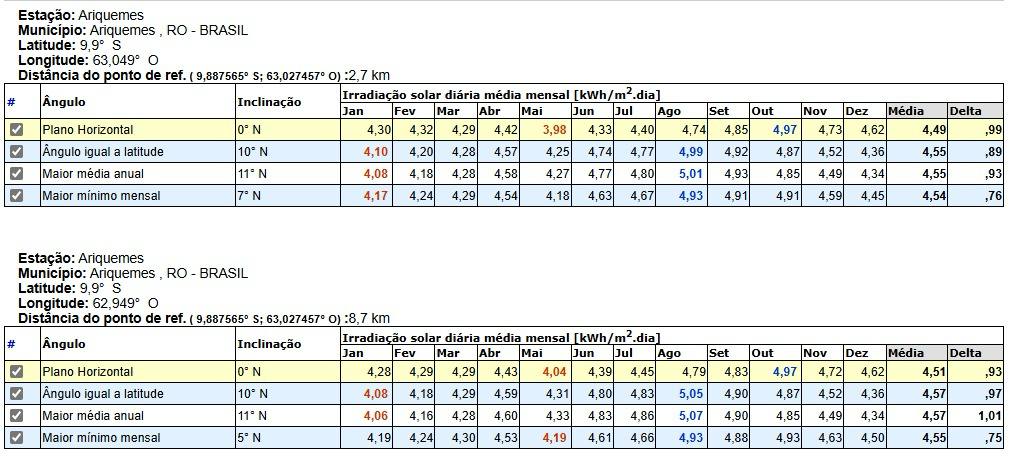 Estação: Ariquemes
Município: Ariquemes , RO - BRASIL
Latitude: 9,9° S
Longitude: 63,049° O
Distância do ponto de ref. ( 9,887565° S; 63,027457° O) :2,7 km
# Ângulo Inclinação Irradiação solar diária média mensal [kWh/m2.dia]
Jan Fev Mar Abr Mai Jun Jul Ago Set Out Nov Dez Média Delta
Plano Horizontal 0° N 4,30 4,32 4,29 4,42 3,98 4,33 4,40 4,74 4,85 4,97 4,73 4,62 4,49 ,99
Ângulo igual a latitude 10° N 4,10 4,20 4,28 4,57 4,25 4,74 4,77 4,99 4,92 4,87 4,52 4,36 4,55 ,89
Maior média anual 11° N 4,08 4,18 4,28 4,58 4,27 4,77 4,80 5,01 4,93 4,85 4,49 4,34 4,55 ,93
Maior mínimo mensal 7° N 4,17 4,24 4,29 4,54 4,18 4,63 4,67 4,93 4,91 4,91 4,59 4,45 4,54 ,76
Estação: Ariquemes
Município: Ariquemes , RO - BRASIL
Latitude: 9,9° S
Longitude: 62,949° O
Distância do ponto de ref. ( 9,887565° S; 63,027457° O) :8,7 km
# Ângulo Inclinação Irradiação solar diária média mensal [kWh/m2.dia]
Jan Fev Mar Abr Mai Jun Jul Ago Set Out Nov Dez Média Delta
Plano Horizontal 0° N 4,28 4,29 4,29 4,43 4,04 4,39 4,45 4,79 4,83 4,97 4,72 4,62 4,51 ,93
Ângulo igual a latitude 10° N 4,08 4,18 4,29 4,59 4,31 4,80 4,83 5,05 4,90 4,87 4,52 4,36 4,57 ,97
Maior média anual 11° N 4,06 4,16 4,28 4,60 4,33 4,83 4,86 5,07 4,90 4,85 4,49 4,34 4,57 1,01
Maior mínimo mensal 5° N 4,19 4,24 4,30 4,53 4,19 4,61 4,66 4,93 4,88 4,93 4,63 4,50 4,55 ,75